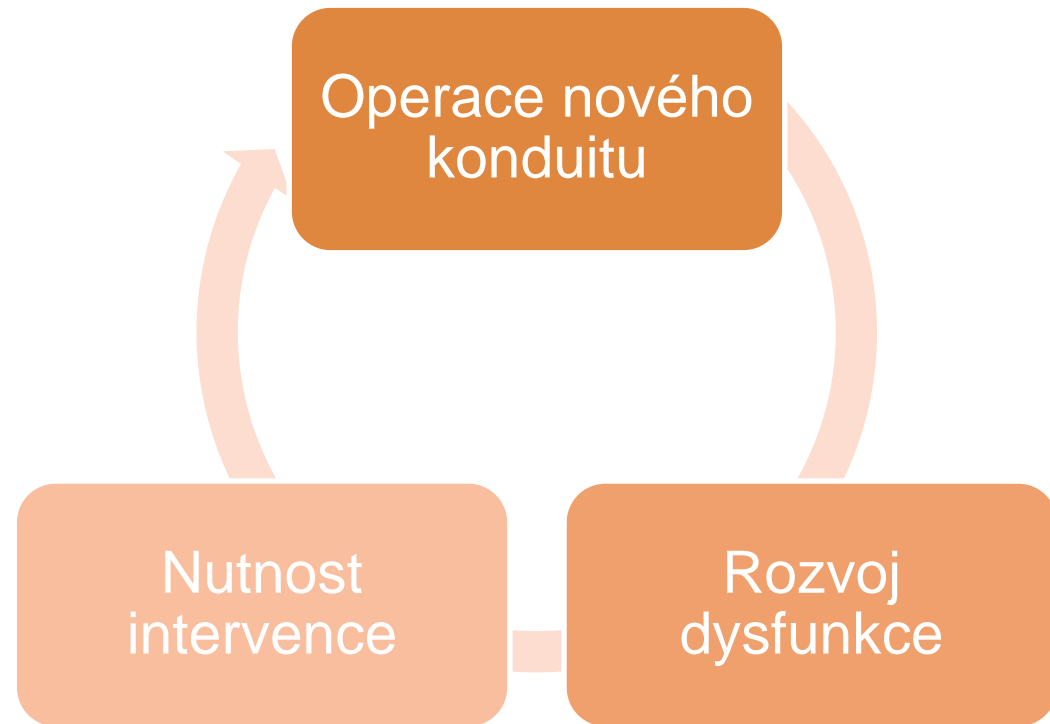 Operace nového
konduitu
Nutnost
intervence
Rozvoj
dysfunkce